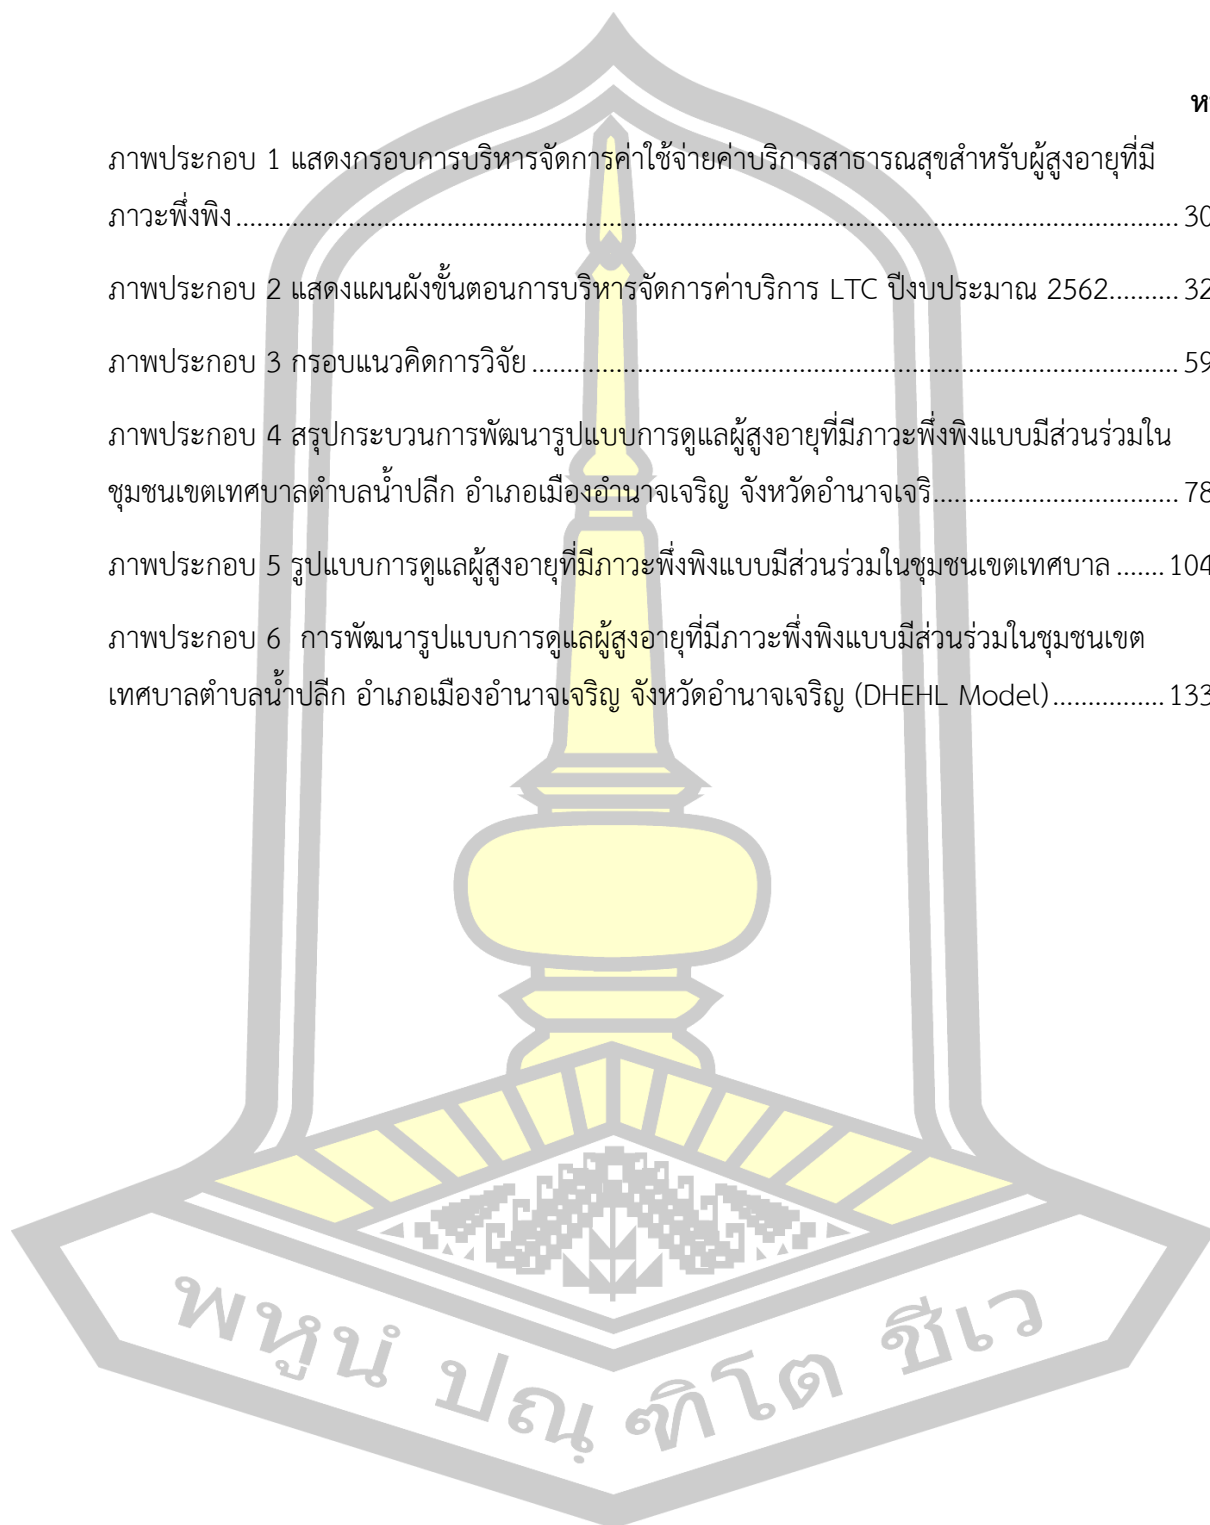 ห
ภาพประกอบ 1 แสดงกรอบการบริหารจัดการค่าใช้จ่ายค่าบริการสาธารณสุขสำหรับผู้สูงอายุที่มี
ภาวะพึ่งพิง 30
ภาพประกอบ 2 แสดงแผนผังขั้นตอนการบริหารจัดการค่าบริการ LTC ปีงบประมาณ 2562 32
ภาพประกอบ 3 กรอบแนวคิดการวิจัย 59
ภาพประกอบ 4 สรุปกระบวนการพัฒนารูปแบบการดูแลผู้สูงอายุที่มีภาวะพึ่งพิงแบบมีส่วนร่วมใน
ชุมชนเขตเทศบาลตำบลน้ำปลีก อำเภอเมืองอำนาจเจริญ จังหวัดอำนาจเจริ 78
ภาพประกอบ 5 รูปแบบการดูแลผู้สูงอายุที่มีภาวะพึ่งพิงแบบมีส่วนร่วมในชุมชนเขตเทศบาล 104
ภาพประกอบ 6 การพัฒนารูปแบบการดูแลผู้สูงอายุที่มีภาวะพึ่งพิงแบบมีส่วนร่วมในชุมชนเขต
เทศบาลตำบลน้ำปลีก อำเภอเมืองอำนาจเจริญ จังหวัดอำนาจเจริญ (DHEHL Model) 133
พหูนํ ปณฺ ฑิโต ชีเว